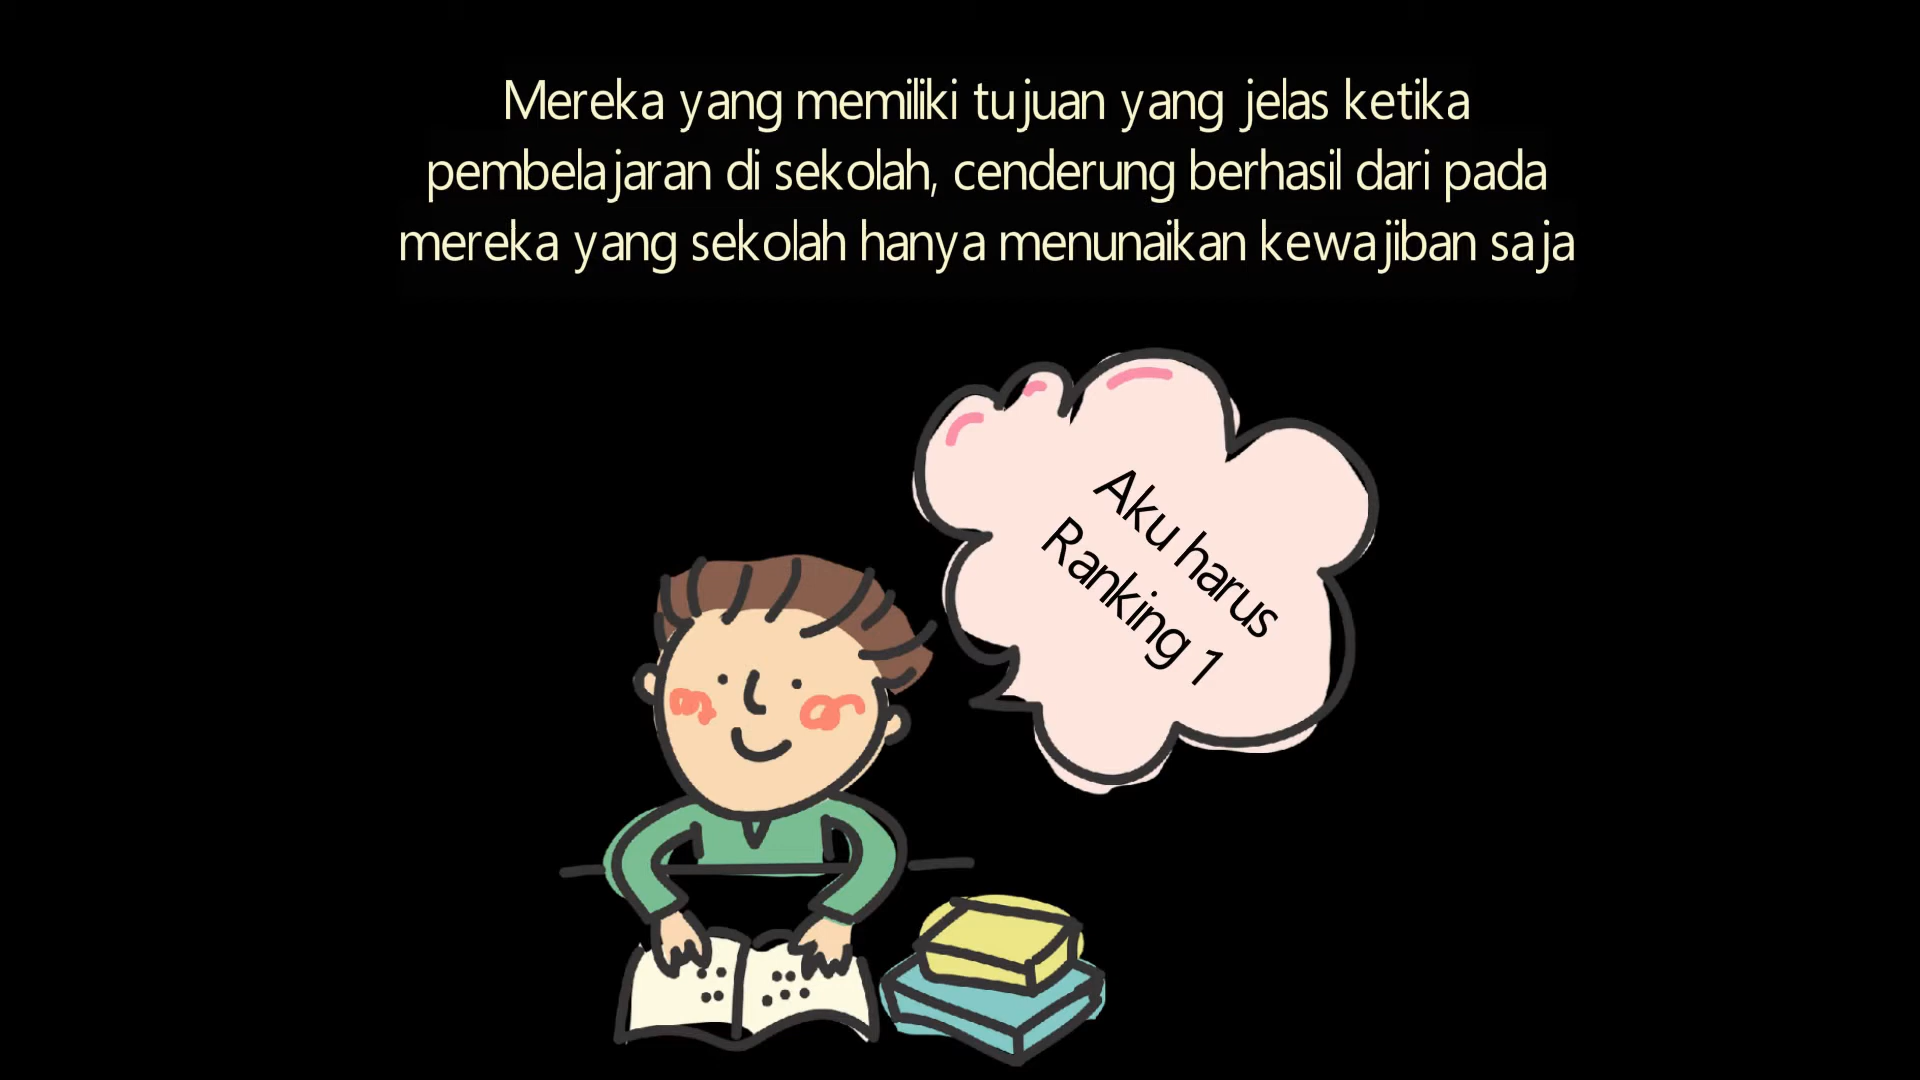 Mereka yang memiliki tujuan yang jelas ketika
pembelajaran di sekolah, cenderung berhasil dari pada
mereka yang sekolah hanya menunaikan kewajiban saja
Aku harus
Ranking 1